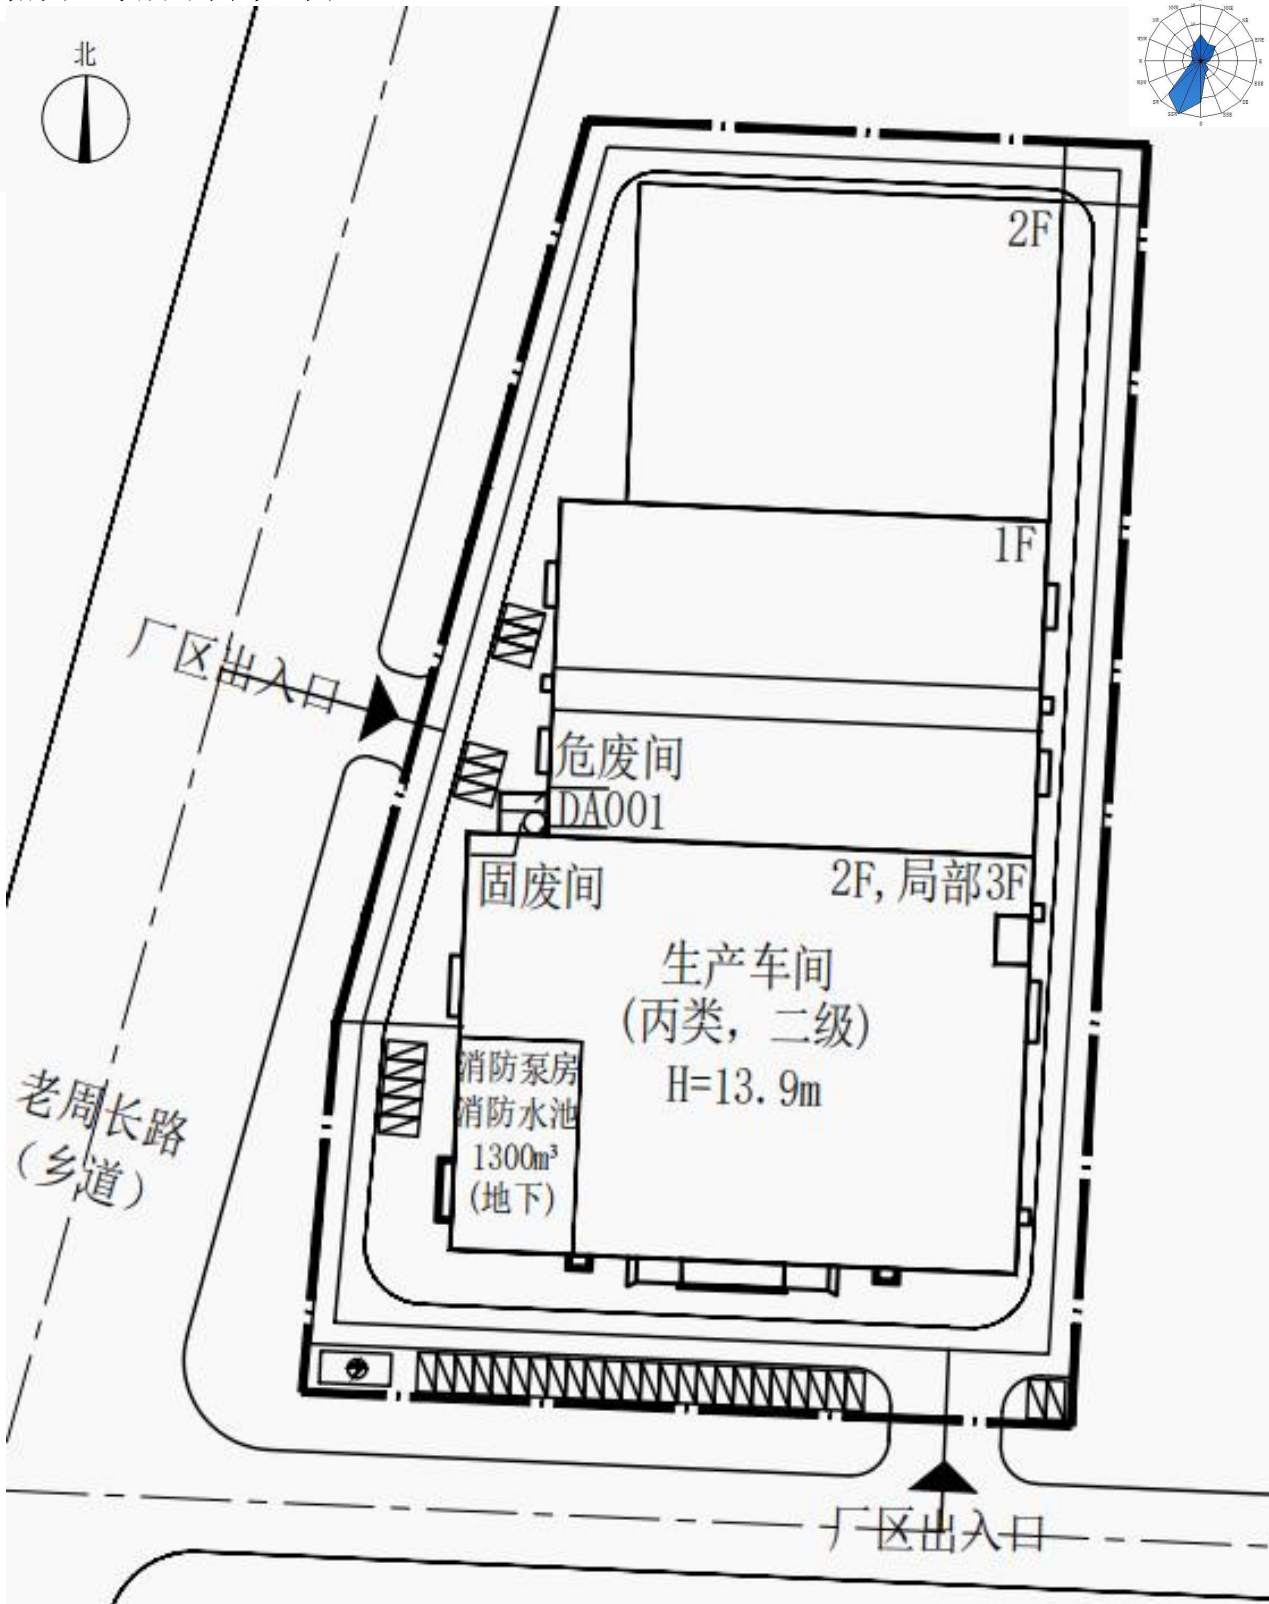 北
N
2F
1F
厂区出入口
危废间
DA001
固废间
2F,局部3F
生产车间
(丙类，二级)
H=13.9m
消防泵房
消防水池
1300m³
(地下)
老周长路
（乡道）
厂区出入口